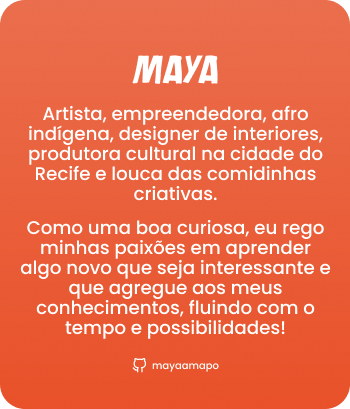 MAYA
Artista, empreendedora, afro
indígena, designer de interiores,
produtora cultural na cidade do
Recife e louca das comidinhas
criativas.
Como uma boa curiosa, eu rego
minhas paixões em aprender
algo novo que seja interessante e
que agregue aos meus
conhecimentos, fluindo com o
tempo e possibilidades!
mayaamapo